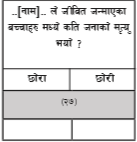 ..[नाम].. ले जीवित जन्माएका
बच्चाहरु मध्ये कति जनाको मृत्यु
भयो ?
छोरा छोरी
(२७)